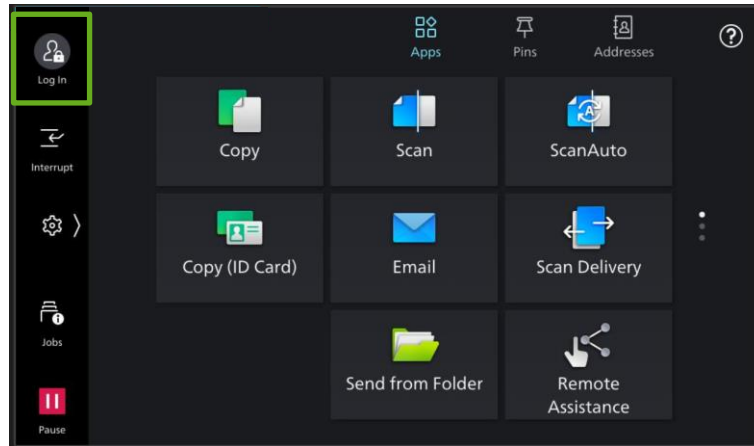 Log In
Interrupt
Jobs
Pause
Apps
Pins
Addresses
?
Copy
Scan
ScanAuto
A
Copy (ID Card)
Email
Scan Delivery
Send from Folder
Remote
Assistance